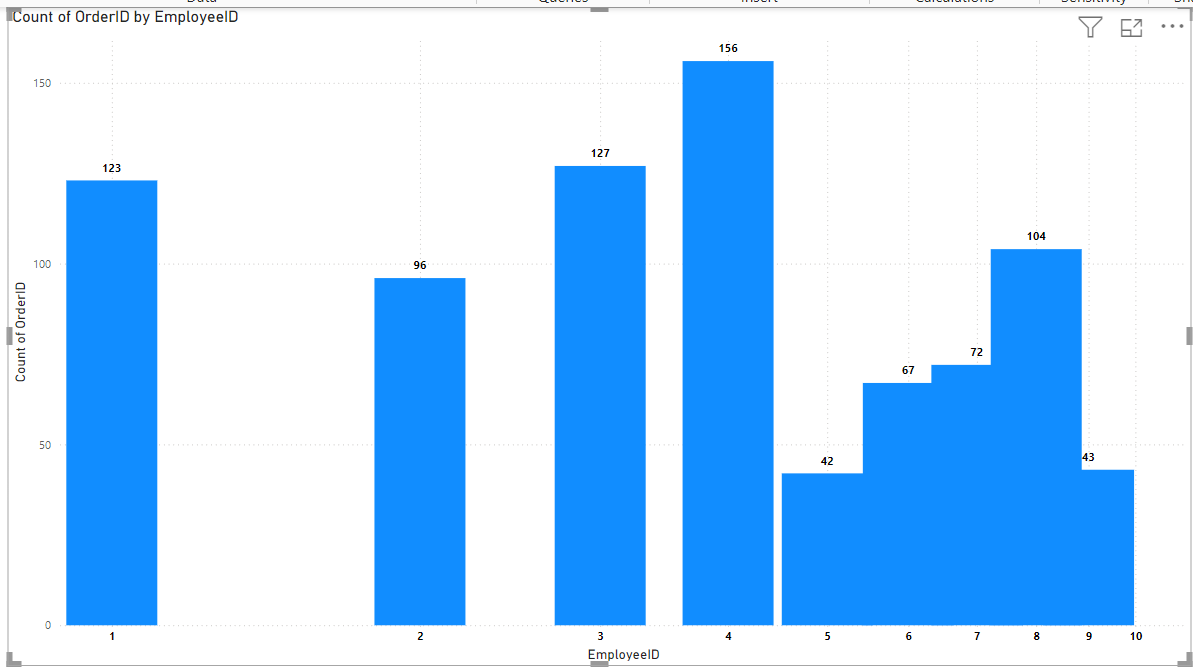 Data Queries Insert Calculations Sensitivity
Count of OrderID by EmployeeID
Count of OrderID
150
100
50
0
123
96
127
156
42
67
72
104
43
1 2 3 4 5 6 7 8 9 10
EmployeeID